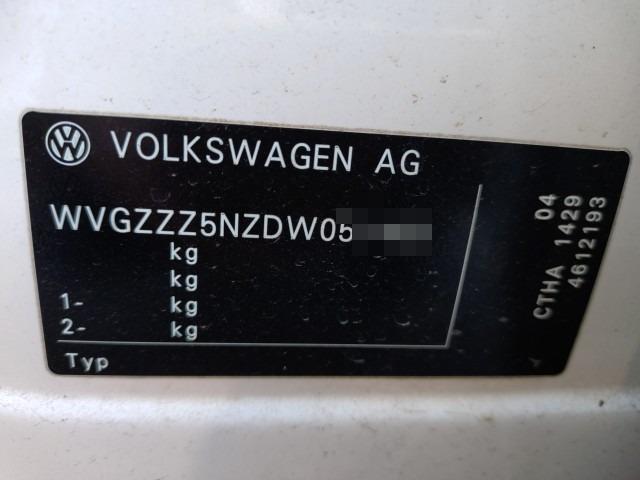 VOLKSWAGEN AG
WVGZZZ5NZDW05
kg
kg
1- kg
2- kg
Typ
04
CTHA 1429
4612193